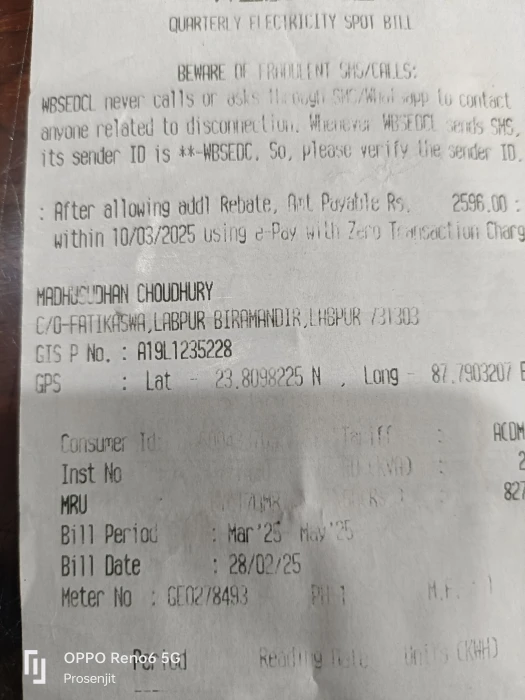 QUARTERLY ELECTRICITY SPOT BILL
BEWARE OF FRAUDULENT SMS/CALLS:
WBSEDCL never calls or asks through SMS/Whatsapp to contact
anyone related to disconnection. Whenever WBSEDCL sends SMS,
its sender ID is **-WBSEDC. So, please verify the sender ID.
: After allowing addl Rebate, Amt Payable Rs. 2596.00 :
within 10/03/2025 using e-Pay with Zero Transaction Charg
MADHUSUDHAN CHOUDHURY
C/O-FATIKASWA,LABPUR BIRAMANDIR,LABPUR 731303
GIS P No. : A19L1235228
GPS : Lat - 23.8098225 N , Long - 87.7903207 E
Consumer Id: Tariff : ACDM
Inst No (KVA) : 2
MRU 827
Bill Period : Mar'25 May'25
Bill Date : 28/02/25
Meter No : GE0278493 PH-1 M.F. : 1
Period Reading Date Units (KWH)
OPPO Reno6 5G
Prosenjit